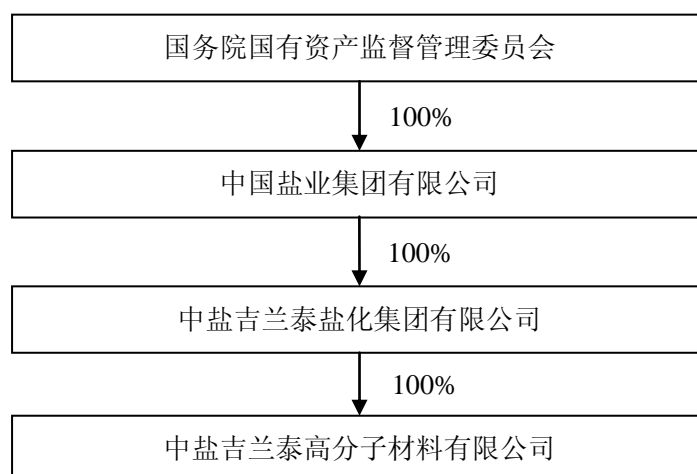 国务院国有资产监督管理委员会
100%
中国盐业集团有限公司
100%
中盐吉兰泰盐化集团有限公司
100%
中盐吉兰泰高分子材料有限公司